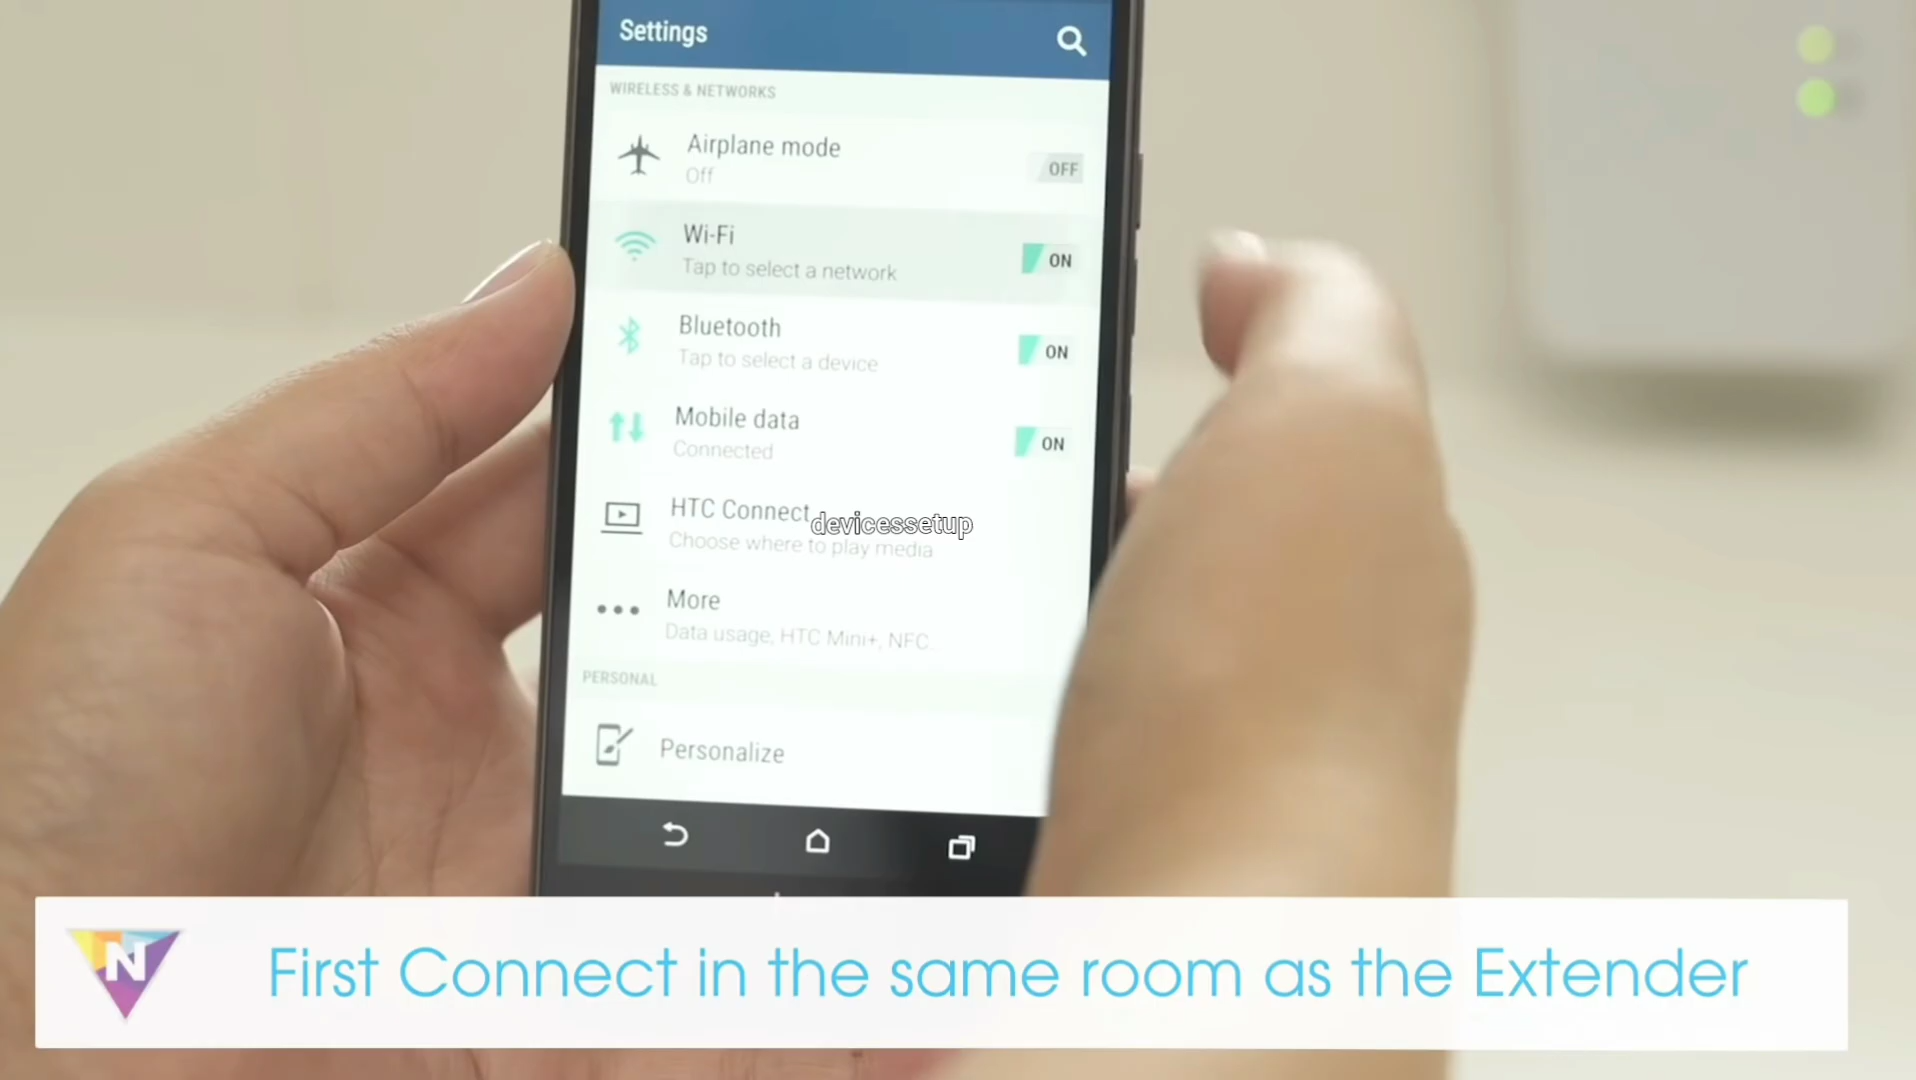 Settings
WIRELESS & NETWORKS
Airplane mode
Off
OFF
Wi-Fi
Tap to select a network
ON
Bluetooth
Tap to select a device
ON
Mobile data
Connected
ON
HTC Connect
devicessetup
Choose where to play media
More
Data usage, HTC Mini+, NFC...
PERSONAL
Personalize
N
First Connect in the same room as the Extender